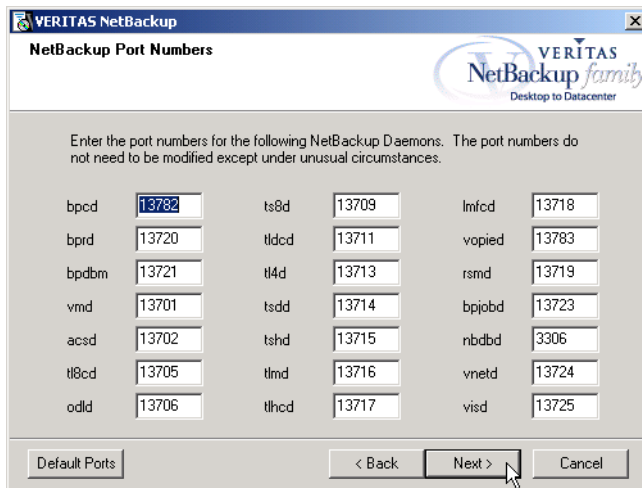 VERITAS NetBackup
NetBackup Port Numbers
VERITAS
NetBackup family
Desktop to Datacenter
Enter the port numbers for the following NetBackup Daemons. The port numbers do
not need to be modified except under unusual circumstances.
bpcd 13782 ts8d 13709 lmfcd 13718
bprd 13720 tldcd 13711 vopied 13783
bpdbm 13721 tl4d 13713 rsmd 13719
vmd 13701 tsdd 13714 bpjobd 13723
acsd 13702 tshd 13715 nbdbd 3306
tl8cd 13705 tlmd 13716 vnetd 13724
odld 13706 tlhcd 13717 visd 13725
Default Ports < Back Next > Cancel